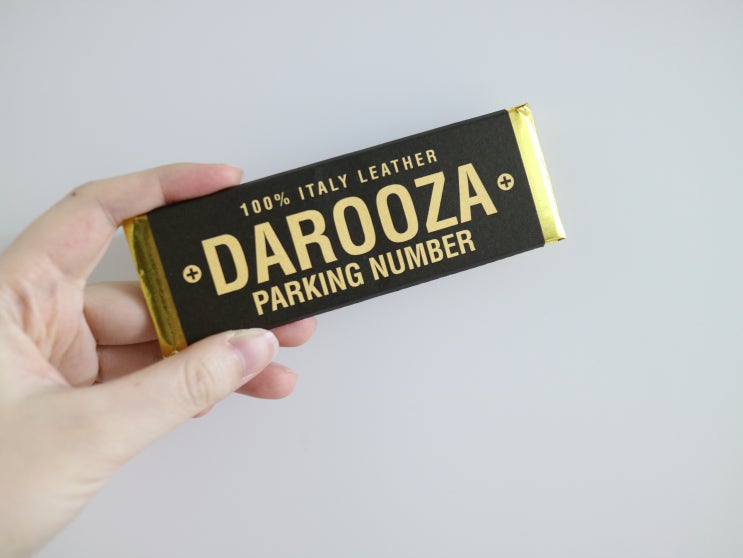 100% ITALY LEATHER
DAROOZA
PARKING NUMBER